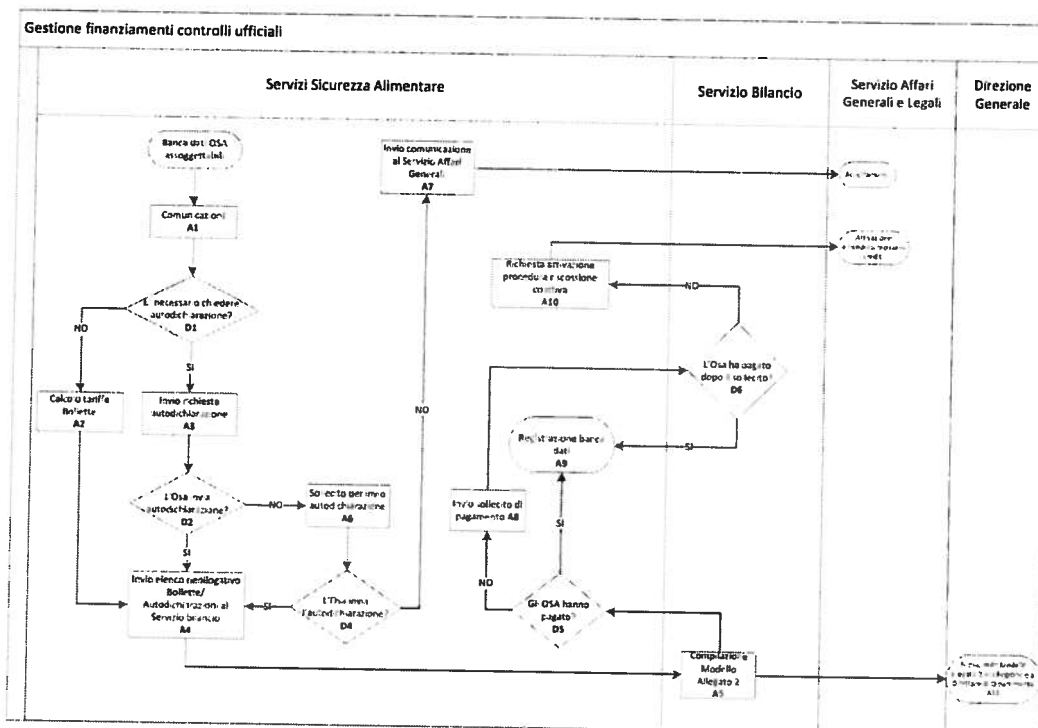 Gestione finanziamenti controlli ufficiali
Servizi Sicurezza Alimentare
Servizio Bilancio
Servizio Affari
Generali e Legali
Direzione
Generale
Banca dati OSA
assoggettabili
Invio comunicazione
al Servizio Affari
Generali
A7
Comunicazioni
A1
Richiesta attivazione
procedura riscossione
coattiva
A10
E' necessario chiedere
autodichiarazione?
D1
NO
NO
SI
L'Osa ha pagato
dopo il sollecito?
D6
Calcolo tariffe
Bollette
A2
Invio richiesta
autodichiarazione
A3
NO
Registrazione banca
dati
A9
SI
L'Osa invia
autodichiarazione?
D2
NO
Sollecito per invio
autodichiarazione
A6
Invio sollecito di
pagamento A8
SI
SI
Invio elenco riepilogativo
Bollette/
Autodichirazioni al
Servizio bilancio
A4
SI
L'Osa invia
l'autodichiarazione?
D4
NO
Gli OSA hanno
pagato?
D5
Compilazione
Modello
Allegato 2
A5